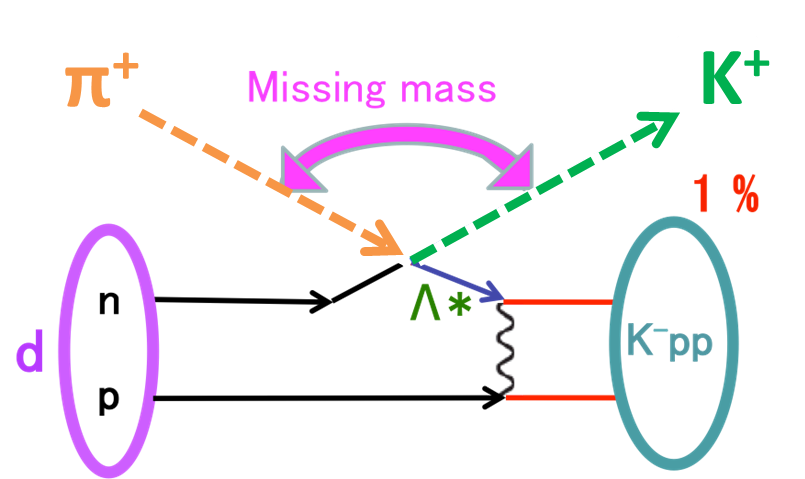 π⁺
Missing mass
K⁺
1 %
n
Λ*
K⁻pp
d
p